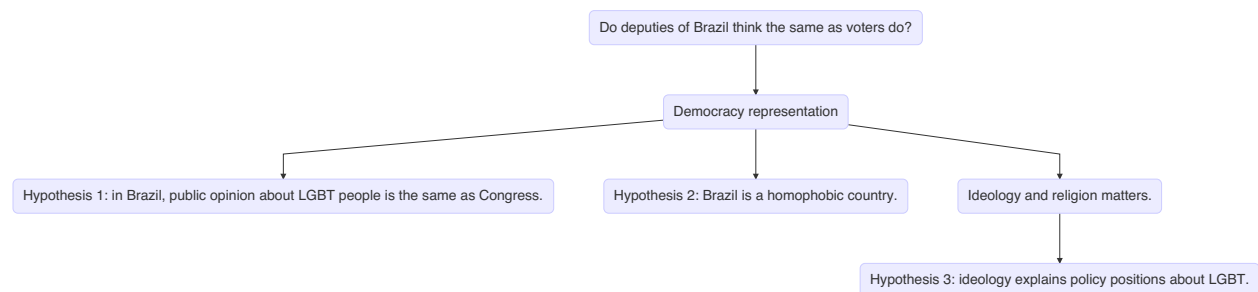 Do deputies of Brazil think the same as voters do?
Democracy representation
Hypothesis 1: in Brazil, public opinion about LGBT people is the same as Congress.
Hypothesis 2: Brazil is a homophobic country.
Ideology and religion matters.
Hypothesis 3: ideology explains policy positions about LGBT.